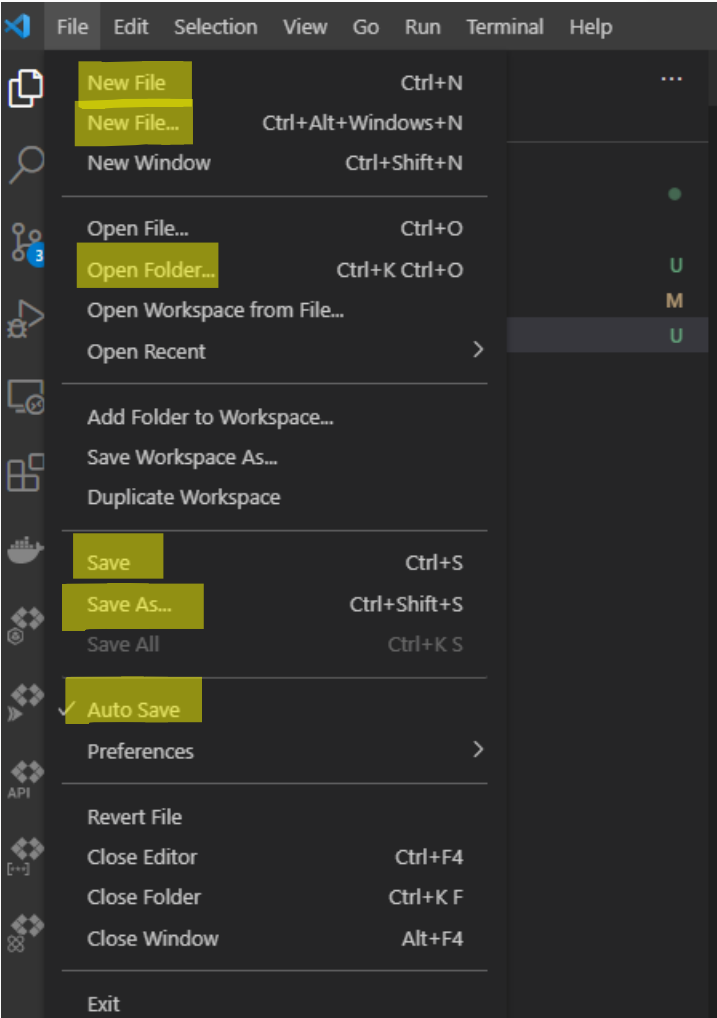 File Edit Selection View Go Run Terminal Help
New File Ctrl+N
...
New File... Ctrl+Alt+Windows+N
New Window Ctrl+Shift+N
Open File... Ctrl+O
3
Open Folder... Ctrl+K Ctrl+O
U
Open Workspace from File...
M
Open Recent
U
Add Folder to Workspace...
Save Workspace As...
Duplicate Workspace
Save Ctrl+S
Save As... Ctrl+Shift+S
Save All Ctrl+K S
Auto Save
Preferences
API
Revert File
Close Editor Ctrl+F4
Close Folder Ctrl+K F
Close Window Alt+F4
Exit